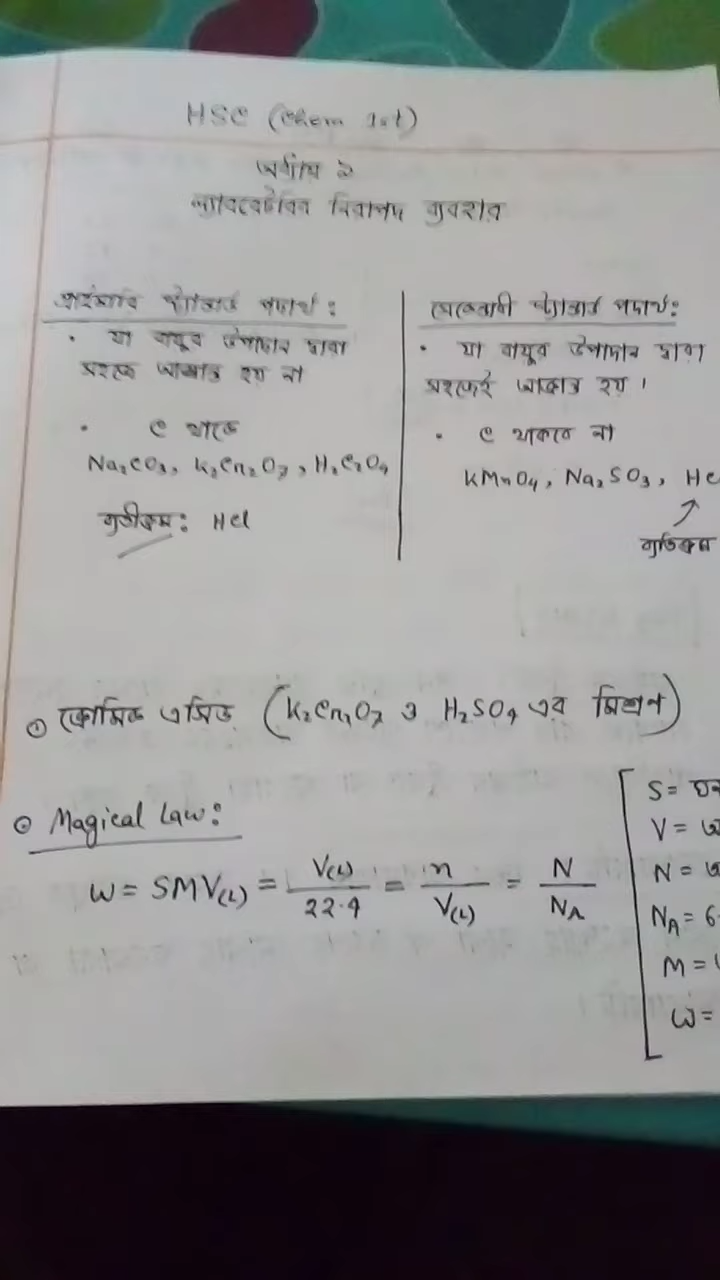 HSC (Chem 1st)
অধ্যায় ১
ল্যাবরেটরির নিরাপদ ব্যবহার
প্রাইমারি স্ট্যান্ডার্ড পদার্থ:
• যা বায়ুর উপাদান দ্বারা
সহজে আক্রান্ত হয় না
• C থাকে
Na₂CO₃, K₂Cr₂O₇, H₂C₂O₄
ব্যতীক্রম: HCl
সেকেন্ডারী স্ট্যান্ডার্ড পদার্থ:
• যা বায়ুর উপাদান দ্বারা
সহজেই আক্রান্ত হয়।
• C থাকবে না
KMnO₄, Na₂SO₃, HC
ব্যতিক্রম
ক্রোমিক এসিড (K₂Cr₂O₇ ও H₂SO₄ এর মিশ্রণ)
Magical Law:
W = SMV(L) = V(L)/22.4 = n/V(L) = N/NA
S =
V =
N =
NA = 6.
M =
W =